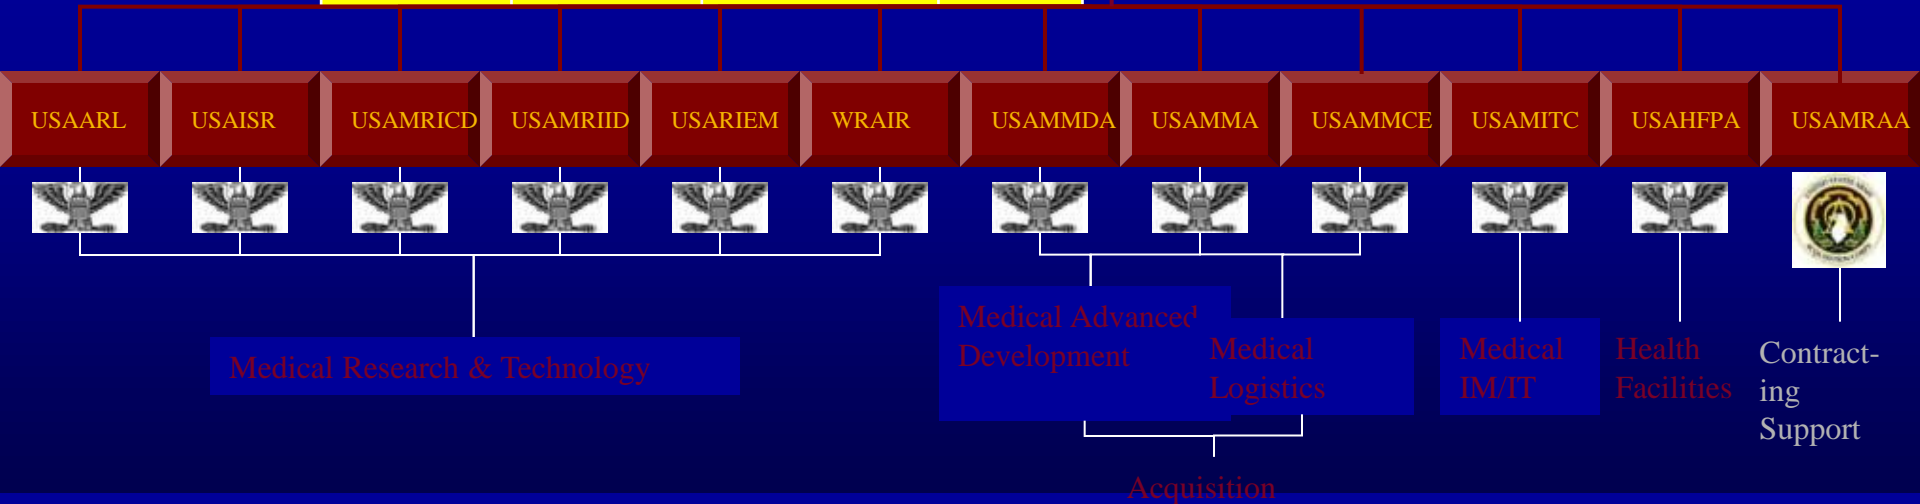 USAARL
USAISR
USAMRICD
USAMRIID
USARIEM
WRAIR
USAMMDA
USAMMA
USAMMCE
USAMITC
USAHFPA
USAMRAA
Medical Research & Technology
Medical Advanced
Development
Medical
Logistics
Medical
IM/IT
Health
Facilities
Contract-
ing
Support
Acquisition